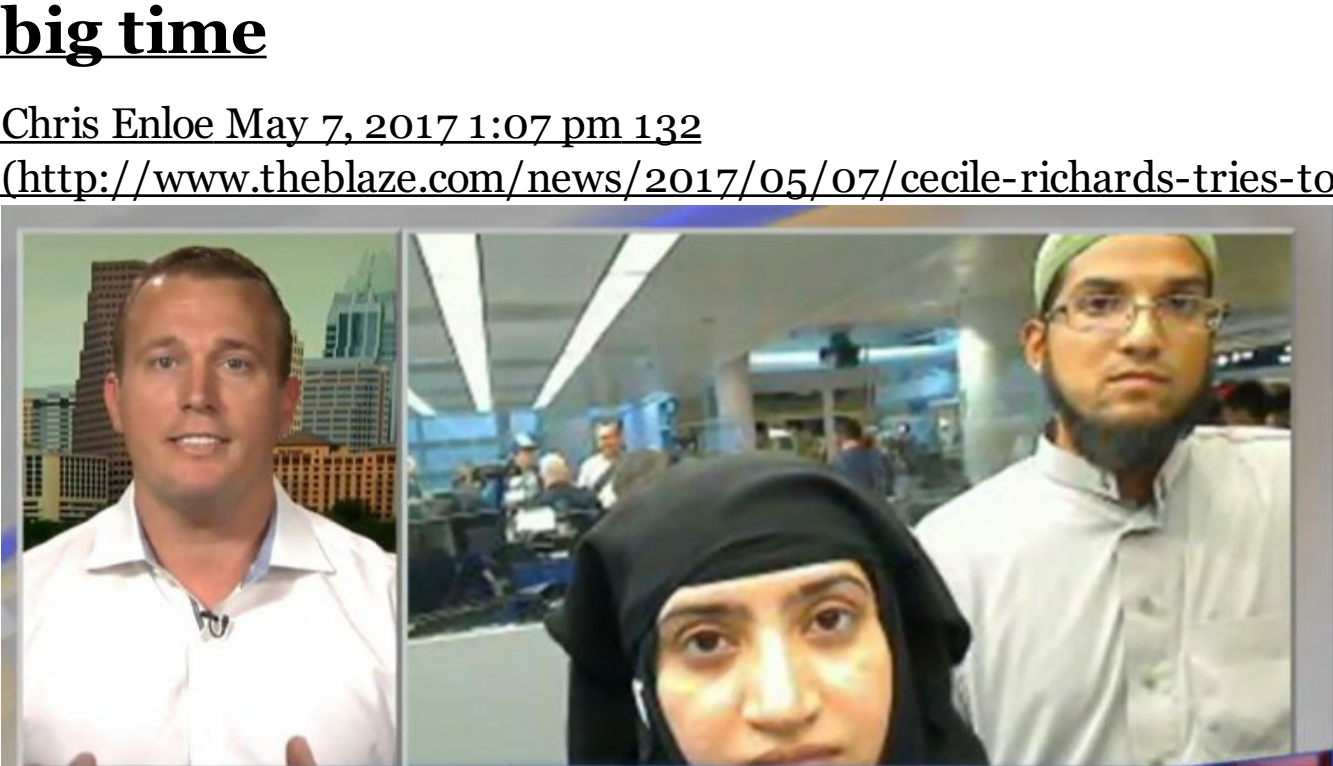 big time
Chris Enloe May 7, 2017 1:07 pm 132
(http://www.theblaze.com/news/2017/05/07/cecile-richards-tries-to